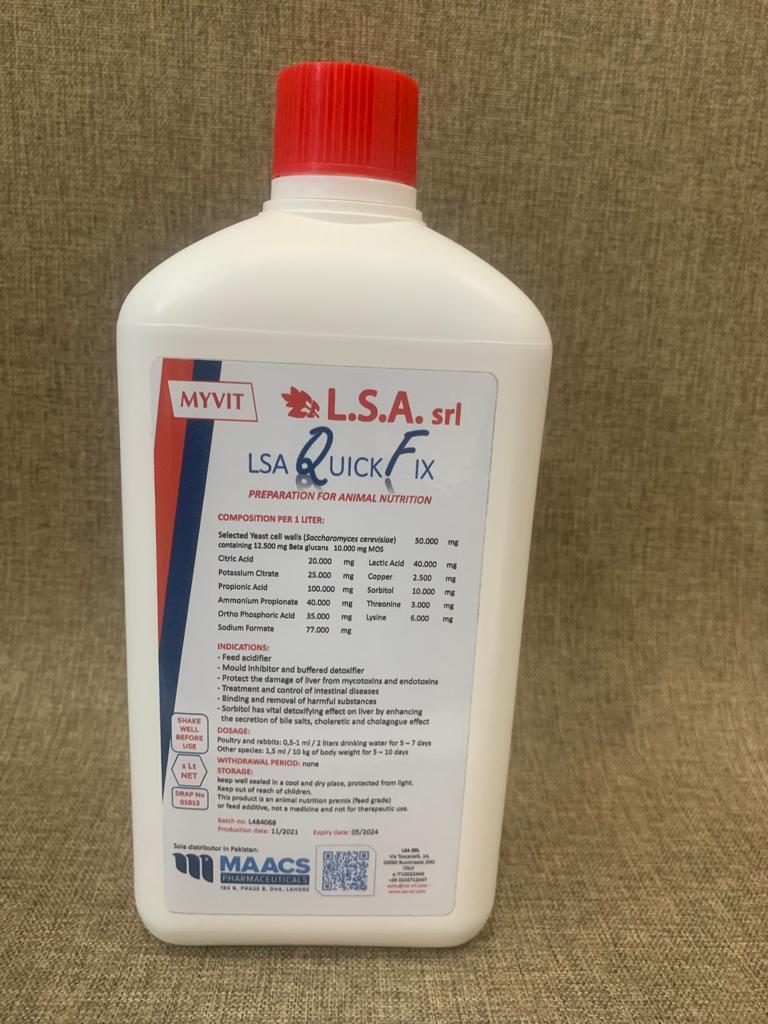 MYVIT
L.S.A. srl
LSA QUICK FIX
PREPARATION FOR ANIMAL NUTRITION
COMPOSITION PER 1 LITER:
Selected Yeast cell walls (Saccharomyces cerevisiae) 50.000 mg
containing 12.500 mg Beta glucans 10.000 mg MOS
Citric Acid 20.000 mg Lactic Acid 40.000 mg
Potassium Citrate 25.000 mg Copper 2.500 mg
Propionic Acid 100.000 mg Sorbitol 10.000 mg
Ammonium Propionate 40.000 mg Threonine 3.000 mg
Ortho Phosphoric Acid 35.000 mg Lysine 6.000 mg
Sodium Formate 77.000 mg
INDICATIONS:
- Feed acidifier
- Mould inhibitor and buffered detoxifier
- Protect the damage of liver from mycotoxins and endotoxins
- Treatment and control of intestinal diseases
- Binding and removal of harmful substances
- Sorbitol has vital detoxifying effect on liver by enhancing
the secretion of bile salts, choleretic and cholagogue effect
DOSAGE:
Poultry and rabbits: 0,5-1 ml / 2 liters drinking water for 5 – 7 days
Other species: 1,5 ml / 10 kg of body weight for 5 – 10 days
WITHDRAWAL PERIOD: none
STORAGE:
keep well sealed in a cool and dry place, protected from light.
Keep out of reach of children.
This product is an animal nutrition premix (feed grade)
or feed additive, not a medicine and not for therapeutic use.
SHAKE
WELL
BEFORE
USE
1 Lt
NET
DRAP No
01013
Batch no. L484068
Production date: 11/2021 Expiry date: 05/2024
Sole distributor in Pakistan:
MAACS
PHARMACEUTICALS
194 N, PHASE 8, DHA, LAHORE
LSA SRL
ITALY